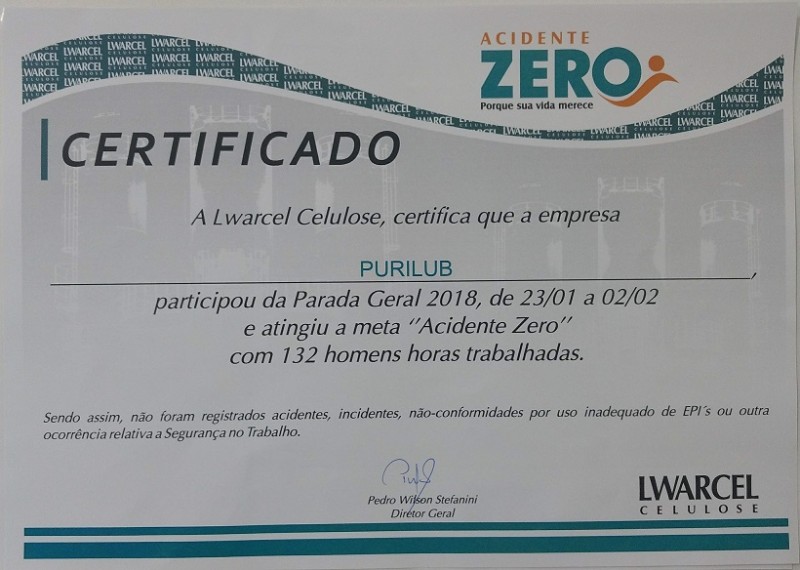 ACIDENTE
ZERO
Porque sua vida merece
CERTIFICADO
A Lwarcel Celulose, certifica que a empresa
PURILUB,
participou da Parada Geral 2018, de 23/01 a 02/02
e atingiu a meta ‘’Acidente Zero’’
com 132 homens horas trabalhadas.
Sendo assim, não foram registrados acidentes, incidentes, não-conformidades por uso inadequado de EPI´s ou outra
ocorrência relativa a Segurança no Trabalho.
Pedro Wilson Stefanini
Diretor Geral
LWARCEL
CELULOSE